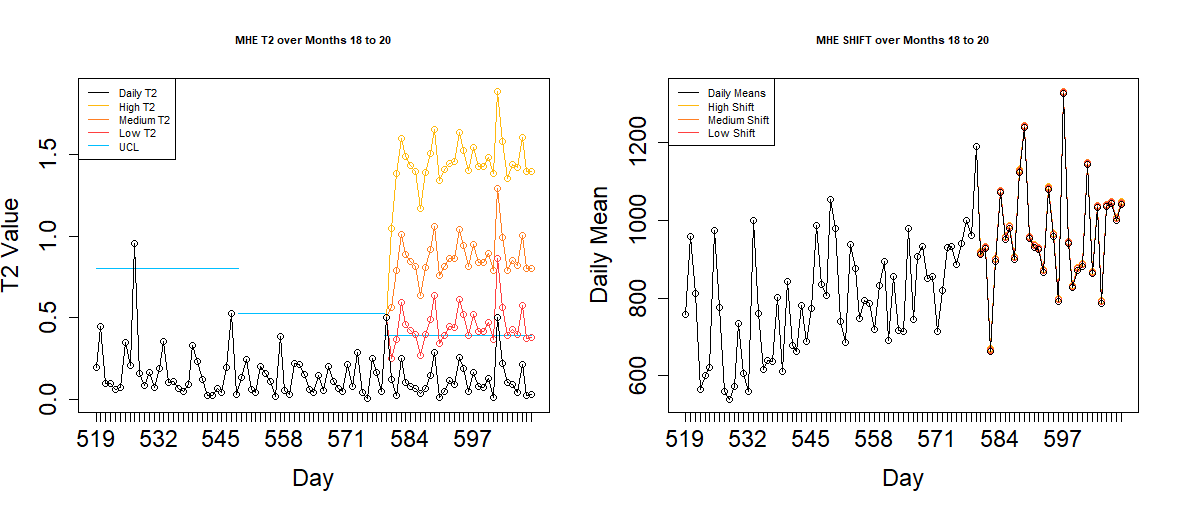 MHE T2 over Months 18 to 20
T2 Value
0.0
0.5
1.0
1.5
Daily T2
High T2
Medium T2
Low T2
UCL
519 532 545 558 571 584 597
Day
MHE SHIFT over Months 18 to 20
Daily Mean
600
800
1000
1200
Daily Means
High Shift
Medium Shift
Low Shift
519 532 545 558 571 584 597
Day